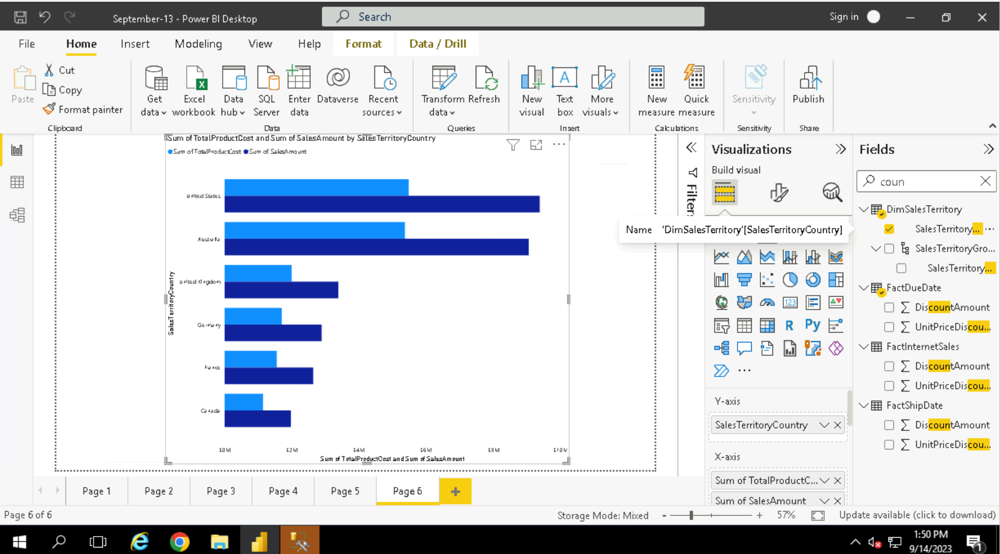 September-13 - Power BI Desktop
Search
Sign in
File Home Insert Modeling View Help Format Data / Drill
Paste
Cut
Copy
Format painter
Clipboard
Get data
Excel workbook
Data hub
SQL Server
Enter data
Dataverse
Recent sources
Data
Transform data
Refresh
Queries
New visual
Text box
More visuals
Insert
New measure
Quick measure
Calculations
Sensitivity
Sensitivity
Publish
Share
Sum of TotalProductCost and Sum of SalesAmount by SalesTerritoryCountry
Sum of TotalProductCost Sum of SalesAmount
SalesTerritoryCountry
United States
Australia
United Kingdom
Germany
France
Canada
$0M $2M $4M $6M $8M $10M
Sum of TotalProductCost and Sum of SalesAmount
Filters
Visualizations
Build visual
Name 'DimSalesTerritory'[SalesTerritoryCountry]
123
R
Py
Y-axis
SalesTerritoryCountry
X-axis
Sum of TotalProductC...
Sum of SalesAmount
Fields
coun
DimSalesTerritory
SalesTerritory... ...
SalesTerritoryGro...
SalesTerritory...
FactDueDate
DiscountAmount
UnitPriceDiscou...
FactInternetSales
DiscountAmount
UnitPriceDiscou...
FactShipDate
DiscountAmount
UnitPriceDiscou...
Page 1 Page 2 Page 3 Page 4 Page 5 Page 6 +
Page 6 of 6
Storage Mode: Mixed - + 57%
Update available (click to download)
1:50 PM
9/14/2023
1